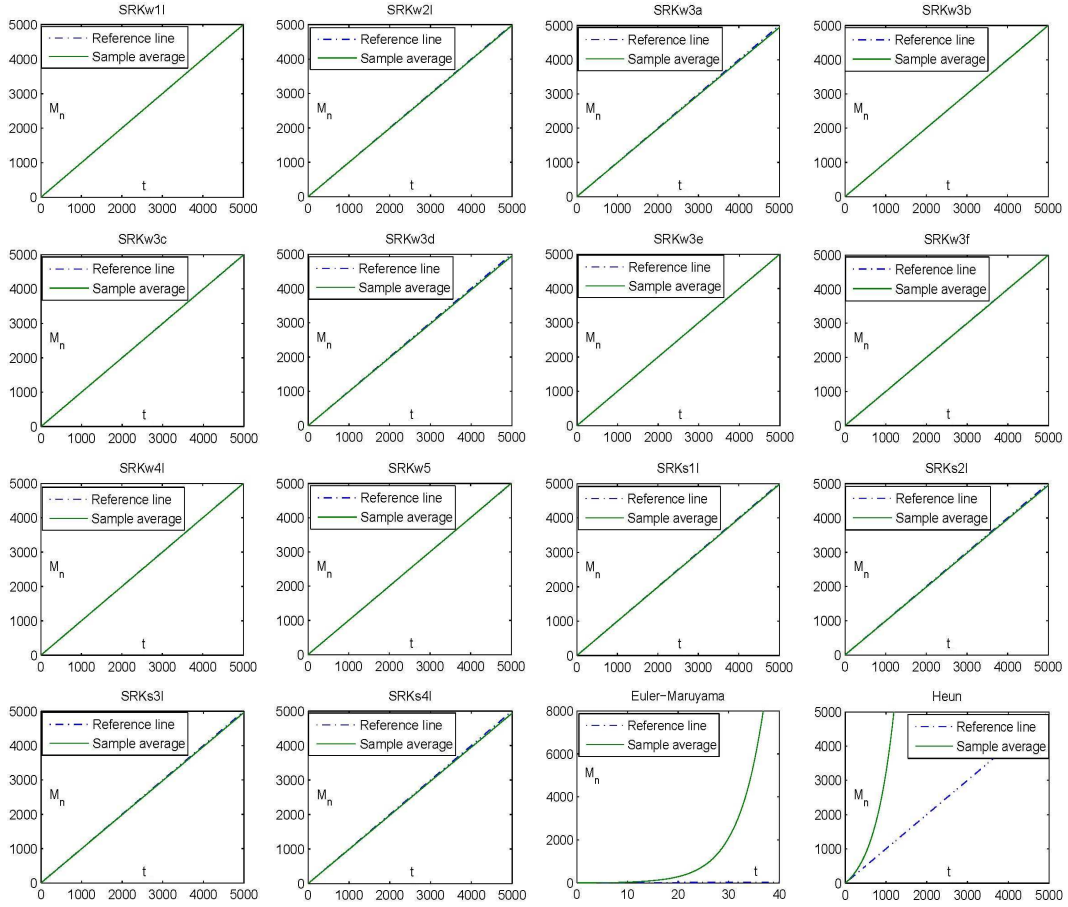 SRKw1l
SRKw2l
SRKw3a
SRKw3b
5000
4000
3000
2000
1000
0
Reference line
Sample average
M_n
t
0 1000 2000 3000 4000 5000
5000
4000
3000
2000
1000
0
Reference line
Sample average
M_n
t
0 1000 2000 3000 4000 5000
5000
4000
3000
2000
1000
0
Reference line
Sample average
M_n
t
0 1000 2000 3000 4000 5000
5000
4000
3000
2000
1000
0
Reference line
Sample average
M_n
t
0 1000 2000 3000 4000 5000
SRKw3c
SRKw3d
SRKw3e
SRKw3f
5000
4000
3000
2000
1000
0
Reference line
Sample average
M_n
t
0 1000 2000 3000 4000 5000
5000
4000
3000
2000
1000
0
Reference line
Sample average
M_n
t
0 1000 2000 3000 4000 5000
5000
4000
3000
2000
1000
0
Reference line
Sample average
M_n
t
0 1000 2000 3000 4000 5000
5000
4000
3000
2000
1000
0
Reference line
Sample average
M_n
t
0 1000 2000 3000 4000 5000
SRKw4l
SRKw5
SRKs1l
SRKs2l
5000
4000
3000
2000
1000
0
Reference line
Sample average
M_n
t
0 1000 2000 3000 4000 5000
5000
4000
3000
2000
1000
0
Reference line
Sample average
M_n
t
0 1000 2000 3000 4000 5000
5000
4000
3000
2000
1000
0
Reference line
Sample average
M_n
t
0 1000 2000 3000 4000 5000
5000
4000
3000
2000
1000
0
Reference line
Sample average
M_n
t
0 1000 2000 3000 4000 5000
SRKs3l
SRKs4l
Euler-Maruyama
Heun
5000
4000
3000
2000
1000
0
Reference line
Sample average
M_n
t
0 1000 2000 3000 4000 5000
5000
4000
3000
2000
1000
0
Reference line
Sample average
M_n
t
0 1000 2000 3000 4000 5000
8000
6000
4000
2000
0
Reference line
Sample average
M_n
t
0 10 20 30 40
5000
4000
3000
2000
1000
0
Reference line
Sample average
M_n
t
0 1000 2000 3000 4000 5000